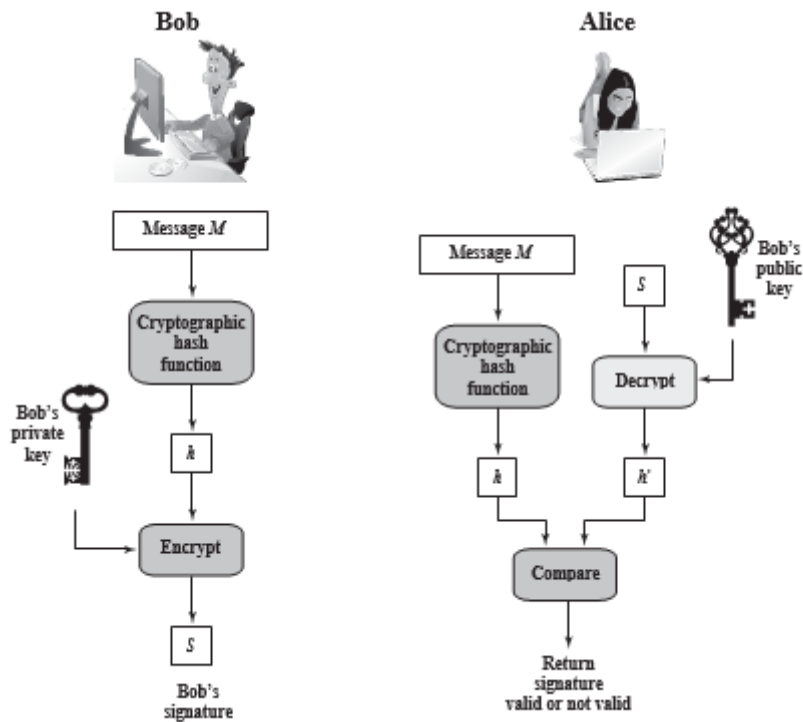 Bob
Message M
Cryptographic
hash
function
Bob's
private
key
h
Encrypt
S
Bob's
signature
Alice
Message M
Bob's
public
key
S
Cryptographic
hash
function
Decrypt
h
h'
Compare
Return
signature
valid or not valid